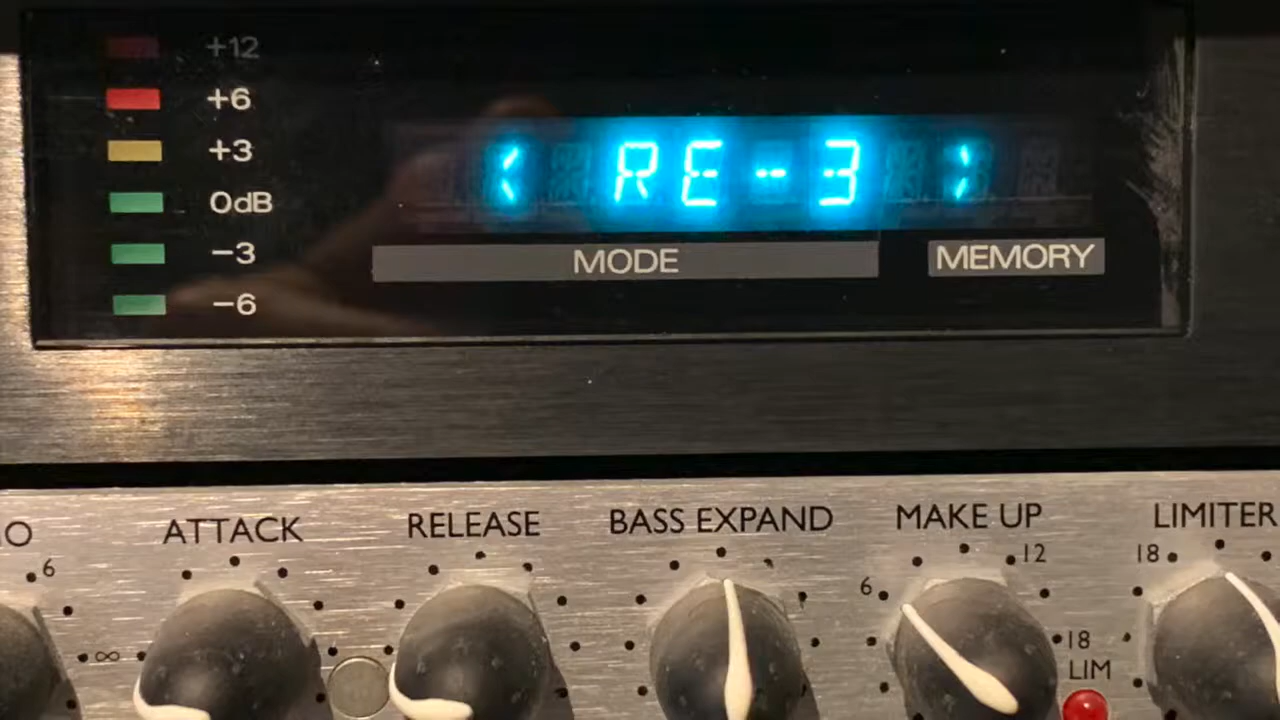 +12
+6
+3
0dB
-3
-6
( RE-3 )
MODE
MEMORY
O
ATTACK
RELEASE
BASS EXPAND
MAKE UP
LIMITER
6
∞
6
12
18
LIM
18